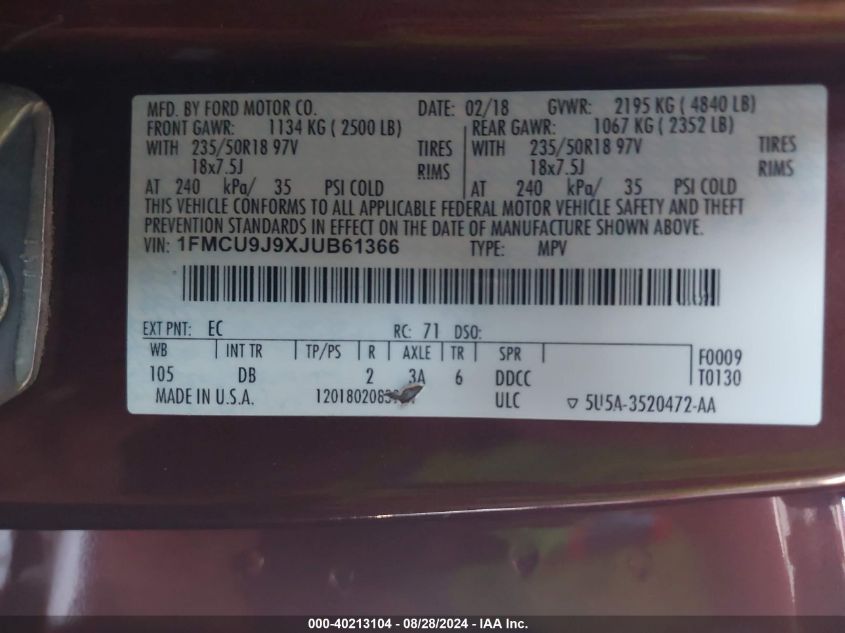 MFD. BY FORD MOTOR CO. DATE: 02/18 GVWR: 2195 KG ( 4840 LB)
FRONT GAWR: 1134 KG ( 2500 LB) REAR GAWR: 1067 KG ( 2352 LB)
WITH 235/50R18 97V TIRES WITH 235/50R18 97V TIRES
18x7.5J RIMS 18x7.5J RIMS
AT 240 kPa/ 35 PSI COLD AT 240 kPa/ 35 PSI COLD
THIS VEHICLE CONFORMS TO ALL APPLICABLE FEDERAL MOTOR VEHICLE SAFETY AND THEFT
PREVENTION STANDARDS IN EFFECT ON THE DATE OF MANUFACTURE SHOWN ABOVE.
VIN: 1FMCU9J9XJUB61366 TYPE: MPV
EXT PNT: EC RC: 71 DSO:
WB INT TR TP/PS R AXLE TR SPR F0009
105 DB 2 3A 6 DDCC T0130
MADE IN U.S.A. ULC 5U5A-3520472-AA
000-40213104 - 08/28/2024 - IAA Inc.